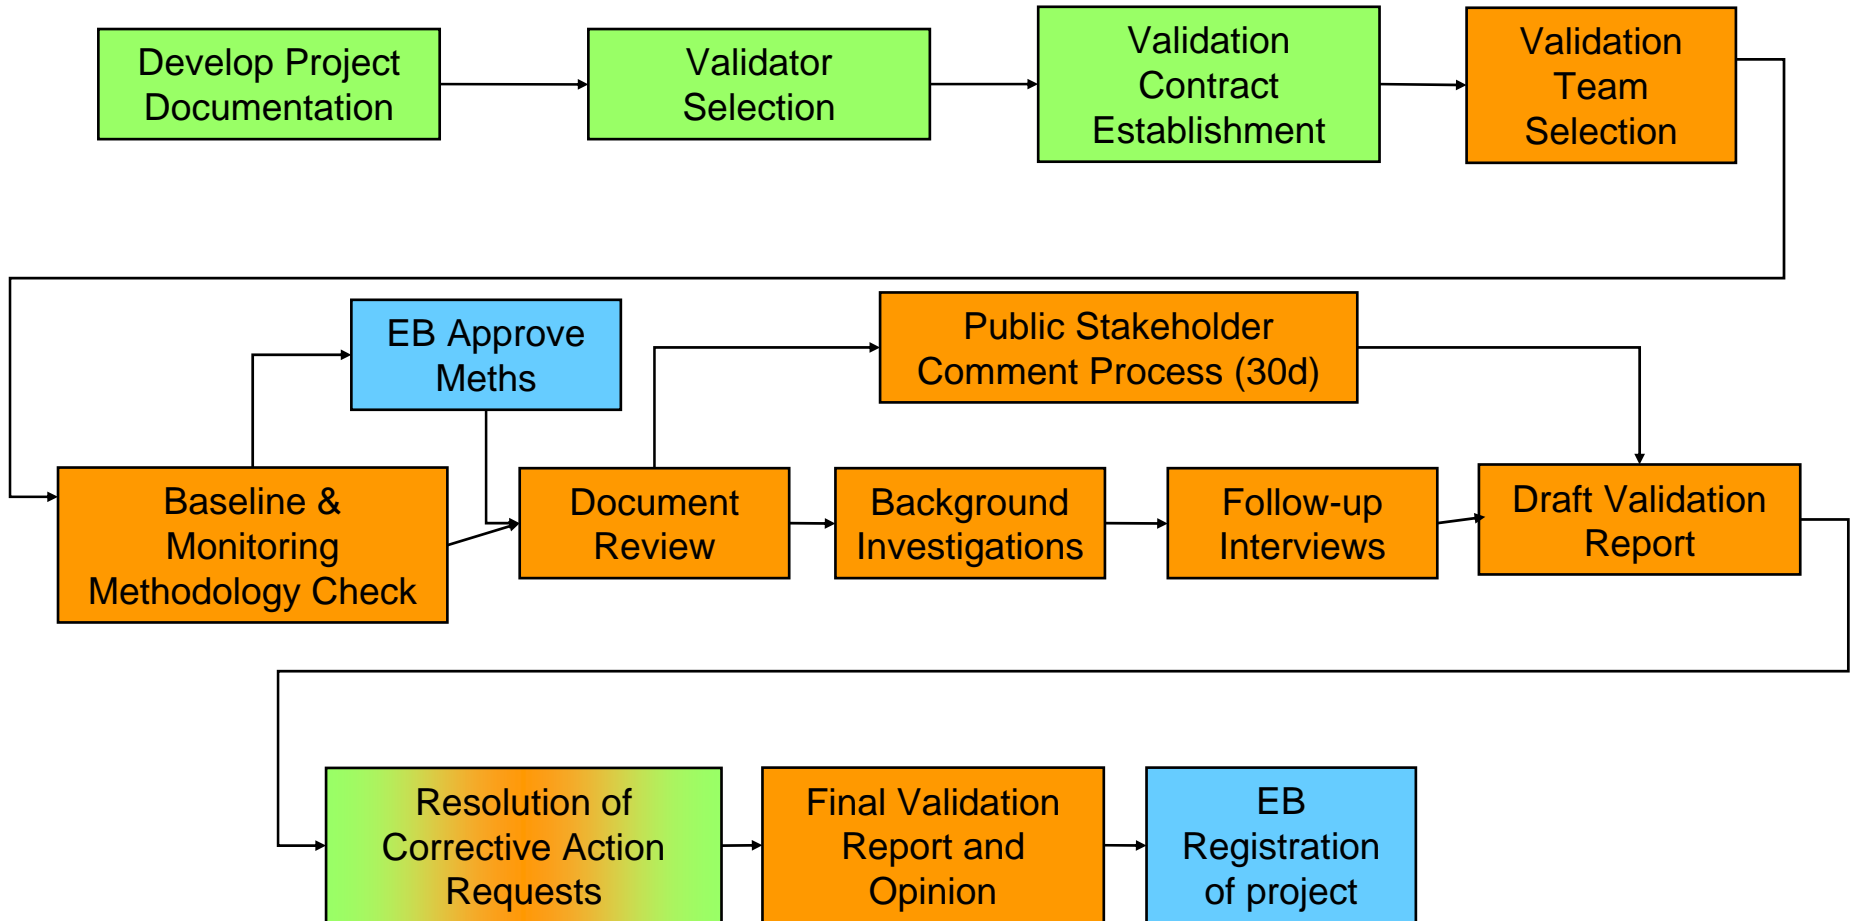 Develop Project
Documentation
Validator
Selection
Validation
Contract
Establishment
Validation
Team
Selection
EB Approve
Meths
Public Stakeholder
Comment Process (30d)
Baseline &
Monitoring
Methodology Check
Document
Review
Background
Investigations
Follow-up
Interviews
Draft Validation
Report
Resolution of
Corrective Action
Requests
Final Validation
Report and
Opinion
EB
Registration
of project